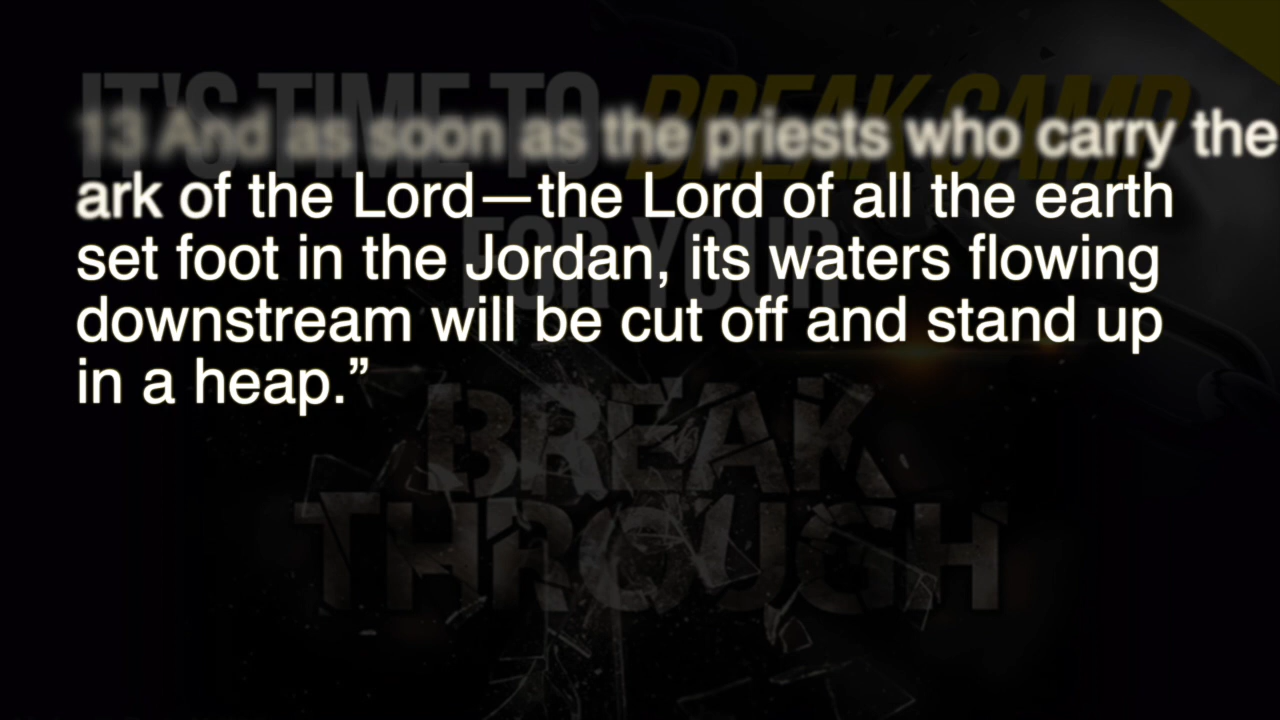 IT'S TIME TO BREAK CAMP
13 And as soon as the priests who carry the
ark of the Lord—the Lord of all the earth
set foot in the Jordan, its waters flowing
FOR YOUR
downstream will be cut off and stand up
in a heap.”
BREAK
THROUGH